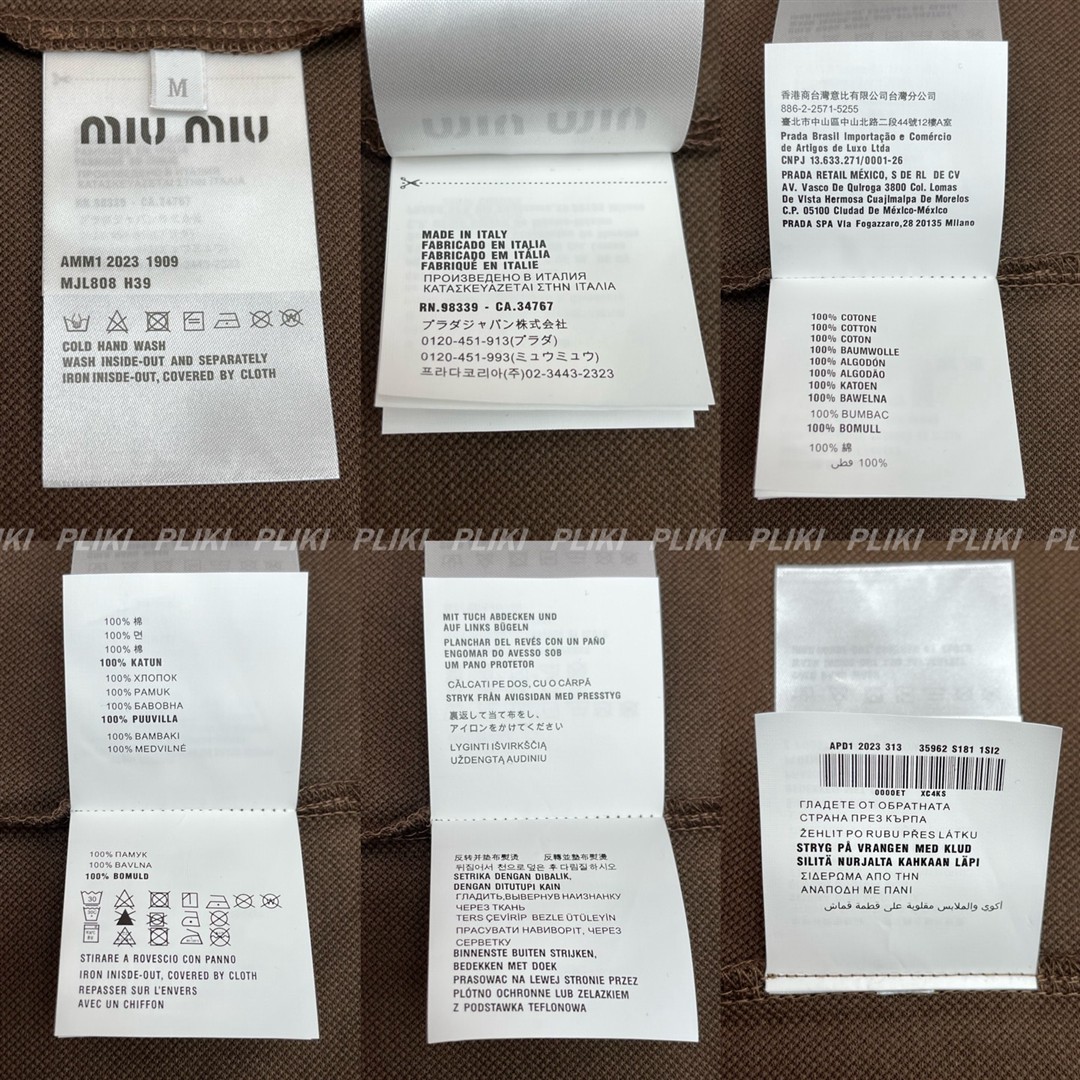 M
miu miu
AMM1 2023 1909
MJL808 H39
COLD HAND WASH
WASH INSIDE-OUT AND SEPARATELY
IRON INISDE-OUT, COVERED BY CLOTH
miu miu
MADE IN ITALY
FABRICADO EN ITALIA
FABRICADO EM ITÁLIA
FABRIQUÉ EN ITALIE
ПРОИЗВЕДЕНО В ИТАЛИЯ
ΚΑΤΑΣΚΕΥΑΖΕΤΑΙ ΣΤΗΝ ΙΤΑΛΙΑ
RN.98339 - CA.34767
プラダジャパン株式会社
0120-451-913(プラダ)
0120-451-993(ミュウミュウ)
프라다코리아(주)02-3443-2323
香港商台灣意比有限公司台灣分公司
886-2-2571-5255
臺北市中山區中山北路二段44號12樓A室
Prada Brasil Importação e Comércio
de Artigos de Luxo Ltda
CNPJ 13.633.271/0001-26
PRADA RETAIL MÉXICO, S DE RL DE CV
AV. Vasco De Quiroga 3800 Col. Lomas
De Vista Hermosa Cuajimalpa De Morelos
C.P. 05100 Ciudad De México-México
PRADA SPA Via Fogazzaro,28 20135 Milano
100% COTONE
100% COTTON
100% COTON
100% BAUMWOLLE
100% ALGODÓN
100% ALGODÃO
100% KATOEN
100% BAWELNA
100% BUMBAC
100% BOMULL
100% 綿
100% قطن
PLIKI PLIKI PLIKI PLIKI PLIKI PLIKI PLIKI PLIKI PLIKI PLIKI PLIKI
100% 棉
100% 면
100% 棉
100% KATUN
100% ХЛОПОК
100% PAMUK
100% БАВОВНА
100% PUUVILLA
100% BAMBAKI
100% MEDVILNĖ
100% ПАМУК
100% BAVLNA
100% BOMULD
30
STIRARE A ROVESCIO CON PANNO
IRON INISDE-OUT, COVERED BY CLOTH
REPASSER SUR L'ENVERS
AVEC UN CHIFFON
MIT TUCH ABDECKEN UND
AUF LINKS BÜGELN
PLANCHAR DEL REVÉS CON UN PAÑO
ENGOMAR DO AVESSO SOB
UM PANO PROTETOR
CĂLCATI PE DOS, CU O CÂRPĂ
STRYK FRÅN AVIGSIDAN MED PRESSTYG
裏返して当て布をし、
アイロンをかけてください
LYGINTI IŠVIRKŠČIĄ
UŽDENGTĄ AUDINIU
反转并垫布熨烫 反轉並墊布熨燙
뒤집어서 천으로덮은 후 다림질 하시오
SETRIKA DENGAN DIBALIK,
DENGAN DITUTUPI KAIN
ГЛАДИТЬ,ВЫВЕРНУВ НАИЗНАНКУ
ЧЕРЕЗ ТКАНЬ
TERS ÇEVİRİP BEZLE ÜTÜLEYİN
ПРАСУВАТИ НАВИВОРІТ, ЧЕРЕЗ
СЕРВЕТКУ
BINNENSTE BUITEN STRIJKEN,
BEDEKKEN MET DOEK
PRASOWAC NA LEWEJ STRONIE PRZEZ
PLÓTNO OCHRONNE LUB ZELAZKIEM
Z PODSTAWKA TEFLONOWA
APD1 2023 313 35962 S181 1SI2
0000ET XC4KS
ГЛАДЕТЕ ОТ ОБРАТНАТА
СТРАНА ПРЕЗ КЪРПА
ŽEHLIT PO RUBU PŘES LÁTKU
STRYG PÅ VRANGEN MED KLUD
SILITÄ NURJALTA KAHKAAN LÄPI
ΣΙΔΕΡΩΜΑ ΑΠΟ ΤΗΝ
ΑΝΑΠΟΔΗ ΜΕ ΠΑΝΙ
أكوي والملابس مقلوبة على قطمة قماش